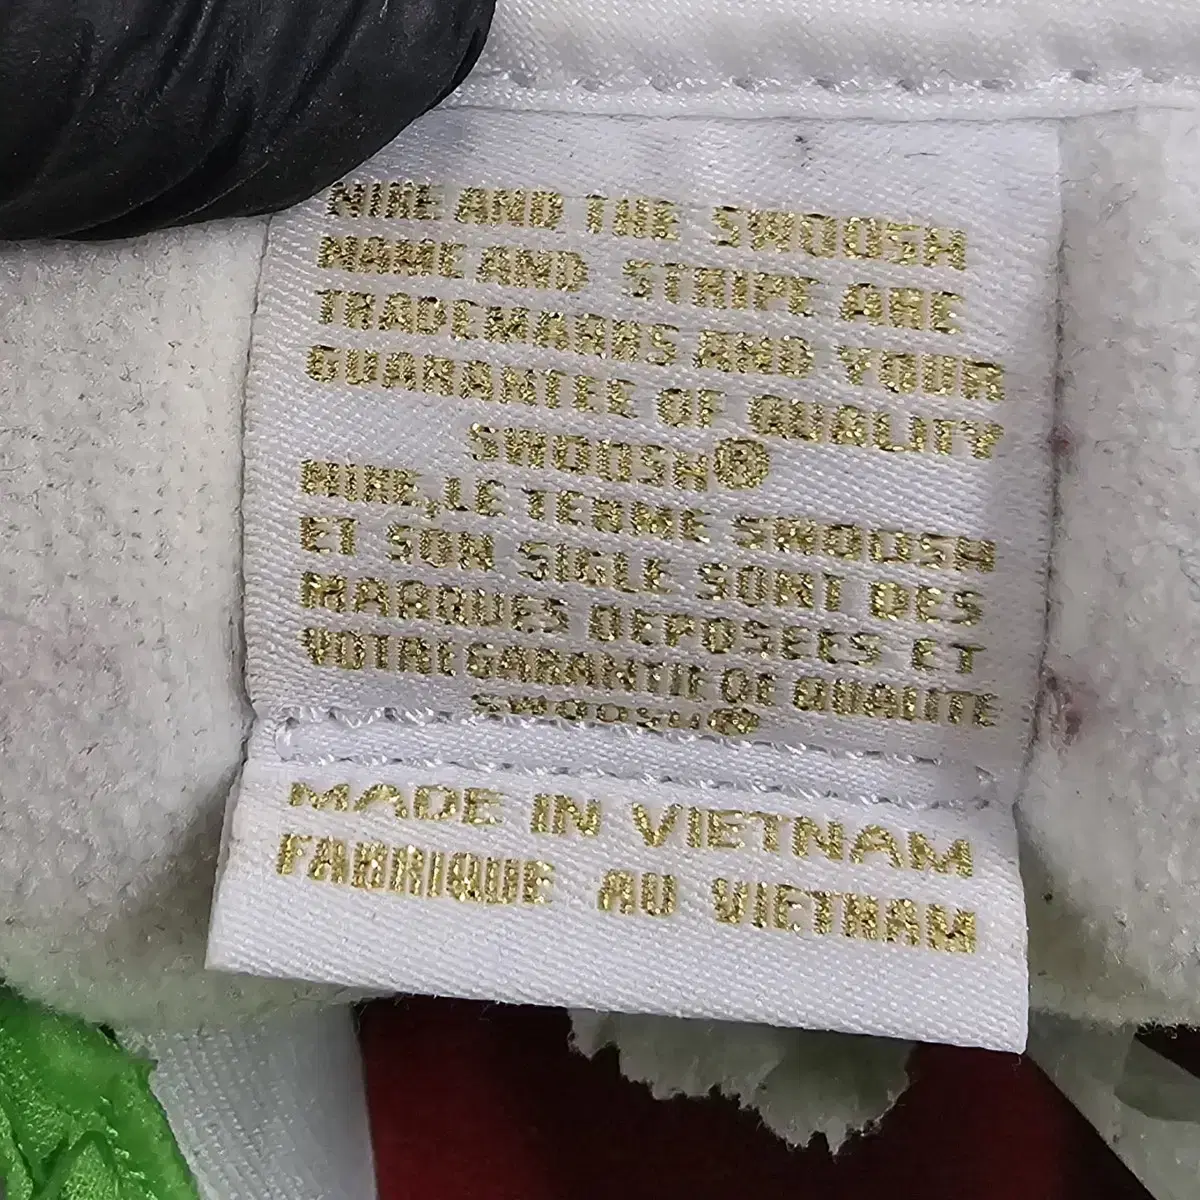 NIKE AND THE SWOOSH
NAME AND STRIPE ARE
TRADEMARKS AND YOUR
GUARANTEE OF QUALITY
SWOOSH®
NIKE, LE TERME SWOOSH
ET SON SIGLE SONT DES
MARQUES DEPOSEES ET
VOTRE GARANTIE DE QUALITE
SWOOSH®
MADE IN VIETNAM
FABRIQUE AU VIETNAM